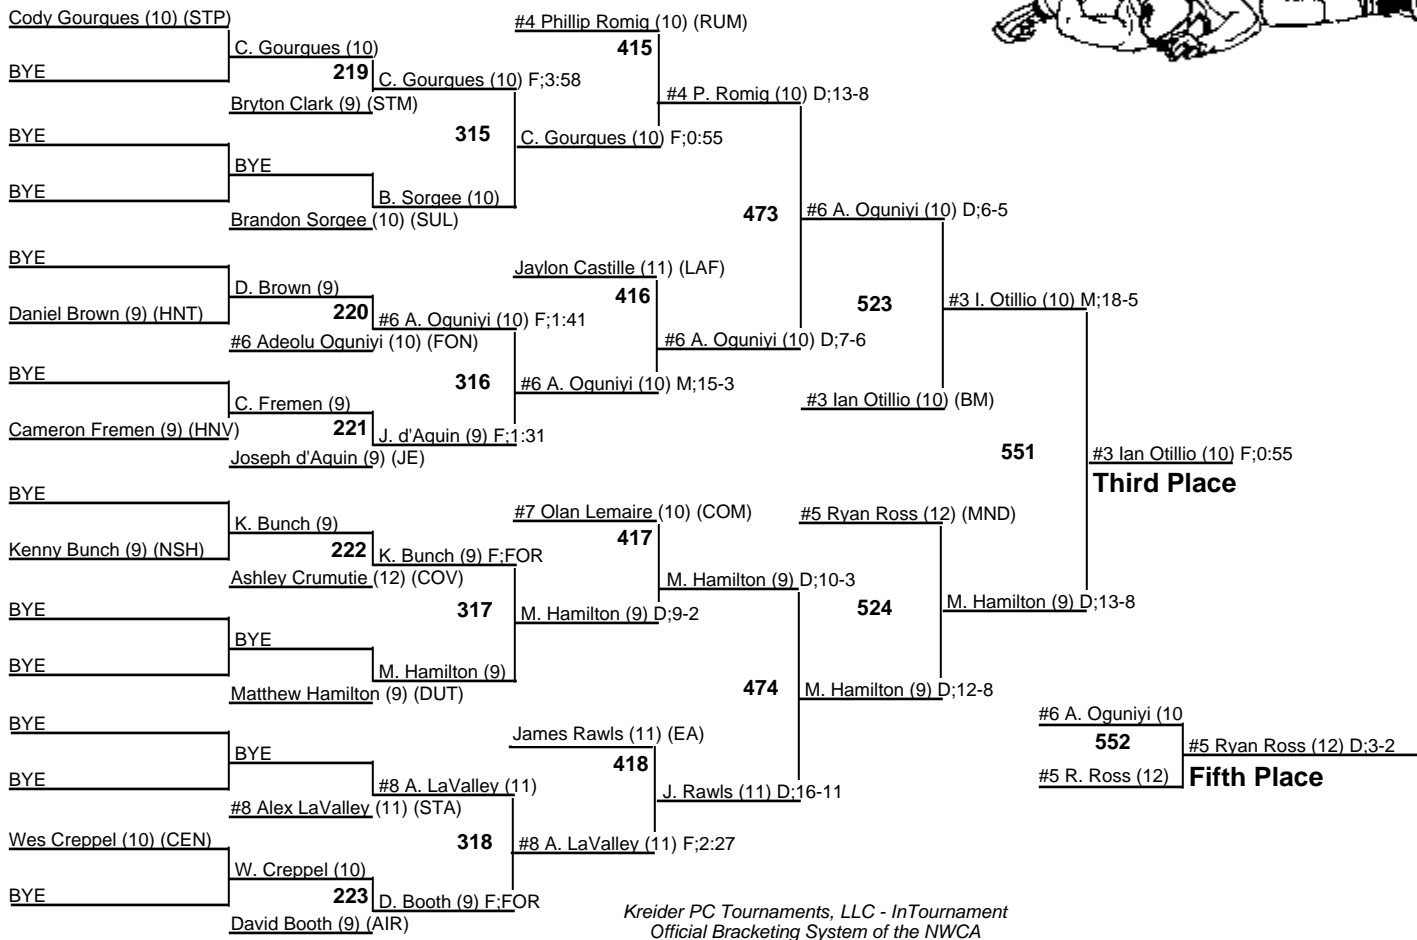 Cody Gourgues (10) (STP)
BYE
BYE
BYE
BYE
Daniel Brown (9) (HNT)
BYE
Cameron Fremen (9) (HNV)
BYE
Kenny Bunch (9) (NSH)
BYE
BYE
BYE
BYE
Wes Creppel (10) (CEN)
BYE
C. Gourgues (10)
219
Bryton Clark (9) (STM)
BYE
Brandon Sorgee (10) (SUL)
D. Brown (9)
220
#6 Adeolu Oguniyi (10) (FON)
C. Fremen (9)
221
Joseph d'Aquin (9) (JE)
K. Bunch (9)
222
Ashley Crumutie (12) (COV)
BYE
Matthew Hamilton (9) (DUT)
BYE
#8 Alex LaValley (11) (STA)
W. Creppel (10)
223
David Booth (9) (AIR)
C. Gourgues (10) F;3:58
315
B. Sorgee (10)
#6 A. Oguniyi (10) F;1:41
316
J. d'Aquin (9) F;1:31
K. Bunch (9) F;FOR
317
M. Hamilton (9)
#8 A. LaValley (11)
318
D. Booth (9) F;FOR
#4 Phillip Romig (10) (RUM)
415
C. Gourgues (10) F;0:55
Jaylon Castille (11) (LAF)
416
#6 A. Oguniyi (10) M;15-3
#7 Olan Lemaire (10) (COM)
417
M. Hamilton (9) D;9-2
James Rawls (11) (EA)
418
#8 A. LaValley (11) F;2:27
#4 P. Romig (10) D;13-8
473
#6 A. Oguniyi (10) D;7-6
M. Hamilton (9) D;10-3
474
J. Rawls (11) D;16-11
#6 A. Oguniyi (10) D;6-5
523
#3 Ian Otillio (10) (BM)
#5 Ryan Ross (12) (MND)
524
M. Hamilton (9) D;12-8
#3 I. Otillio (10) M;18-5
551
M. Hamilton (9) D;13-8
#3 Ian Otillio (10) F;0:55
Third Place
#6 A. Oguniyi (10
552
#5 R. Ross (12)
#5 Ryan Ross (12) D;3-2
Fifth Place
Kreider PC Tournaments, LLC - InTournament
Official Bracketing System of the NWCA